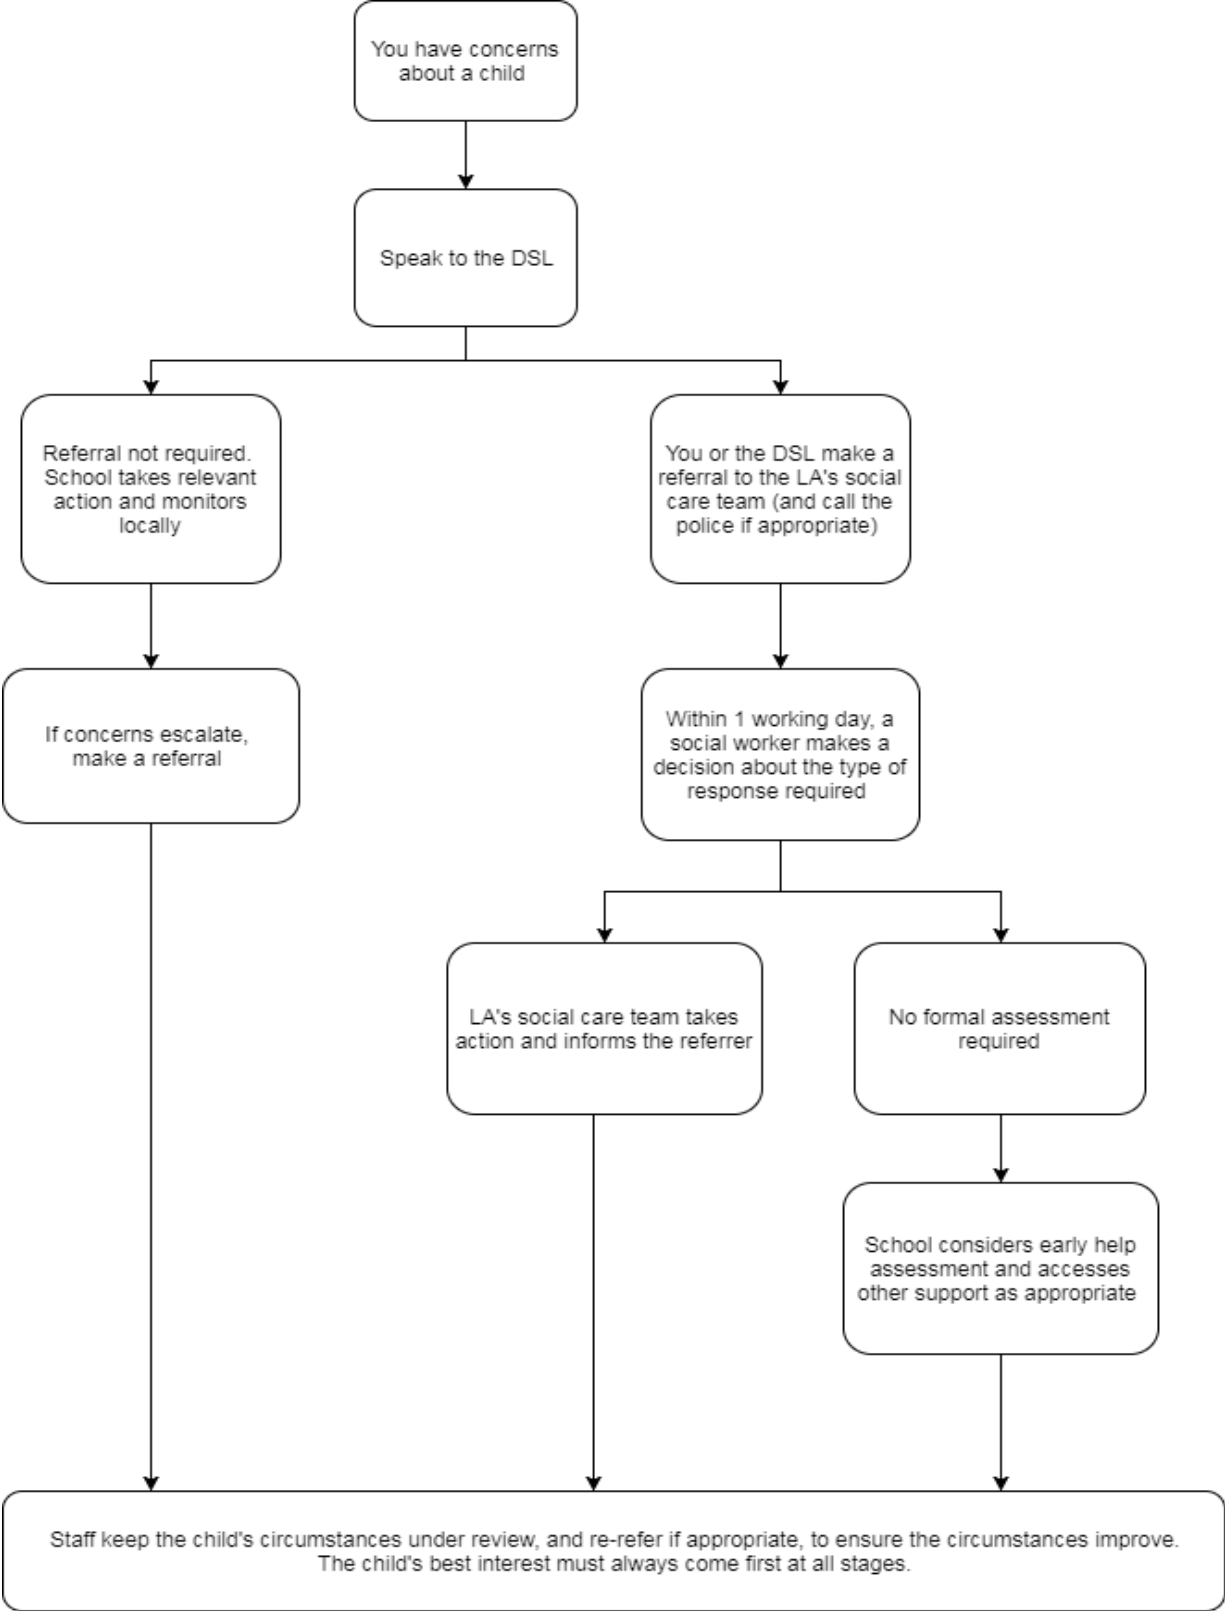 You have concerns
about a child
Speak to the DSL
Referral not required.
School takes relevant
action and monitors
locally
You or the DSL make a
referral to the LA's social
care team (and call the
police if appropriate)
If concerns escalate,
make a referral
Within 1 working day, a
social worker makes a
decision about the type of
response required
LA's social care team takes
action and informs the referrer
No formal assessment
required
School considers early help
assessment and accesses
other support as appropriate
Staff keep the child's circumstances under review, and re-refer if appropriate, to ensure the circumstances improve.
The child's best interest must always come first at all stages.